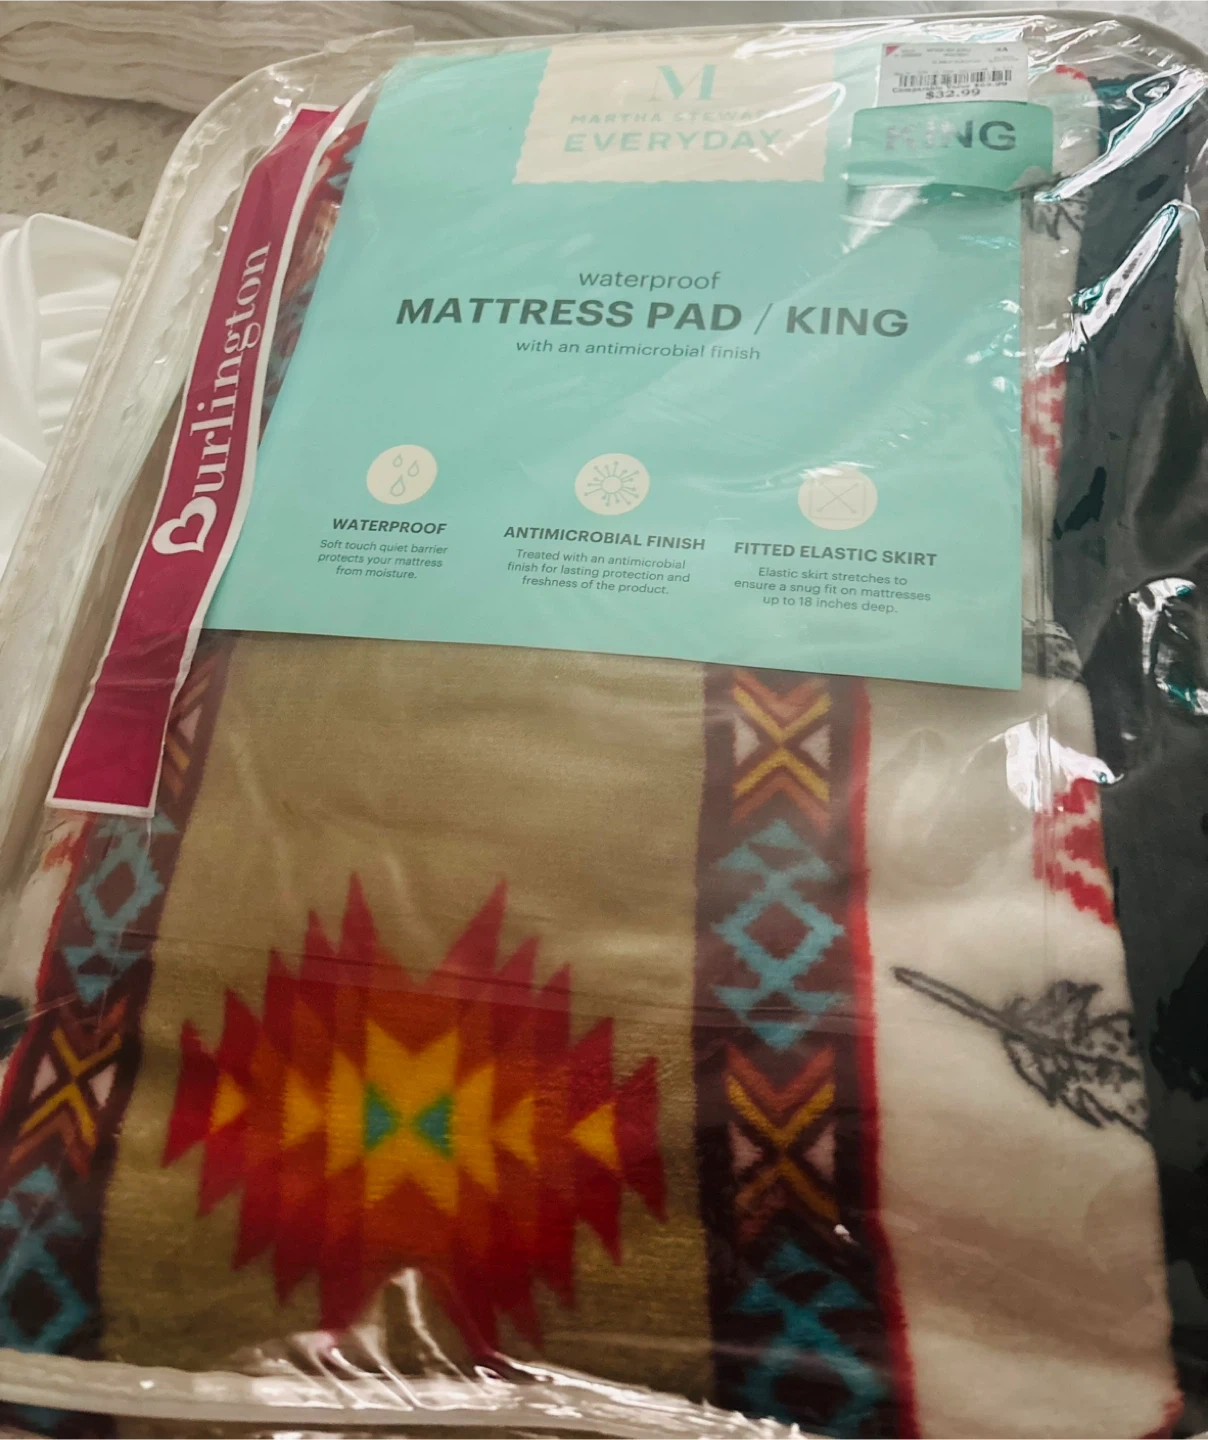 M
MARTHA STEWART
EVERYDAY
$32.99
KING
Burlington
waterproof
MATTRESS PAD / KING
with an antimicrobial finish
WATERPROOF
Soft touch quiet barrier
protects your mattress
from moisture.
ANTIMICROBIAL FINISH
Treated with an antimicrobial
finish for lasting protection and
freshness of the product.
FITTED ELASTIC SKIRT
Elastic skirt stretches to
ensure a snug fit on mattresses
up to 18 inches deep.